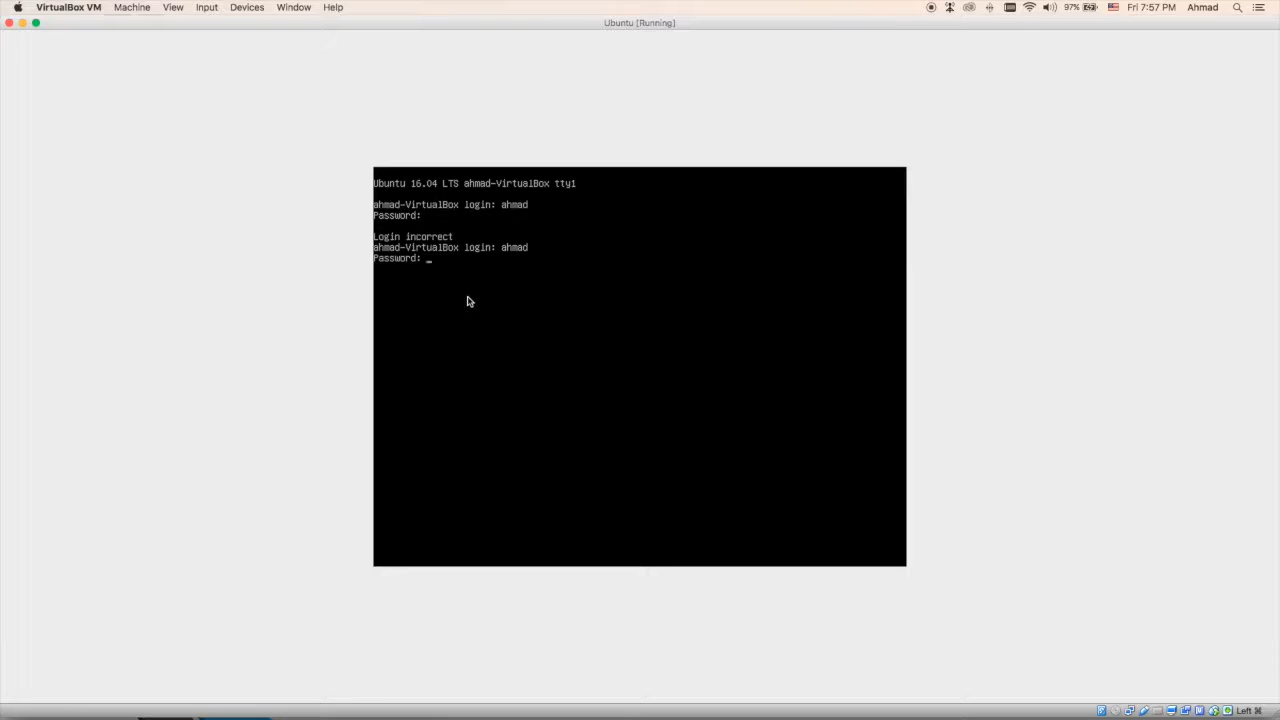 VirtualBox VM Machine View Input Devices Window Help 97% Fri 7:57 PM Ahmad
Ubuntu [Running]
Ubuntu 16.04 LTS ahmad-VirtualBox tty1
ahmad-VirtualBox login: ahmad
Password:
Login incorrect
ahmad-VirtualBox login: ahmad
Password: _
Left ⌘